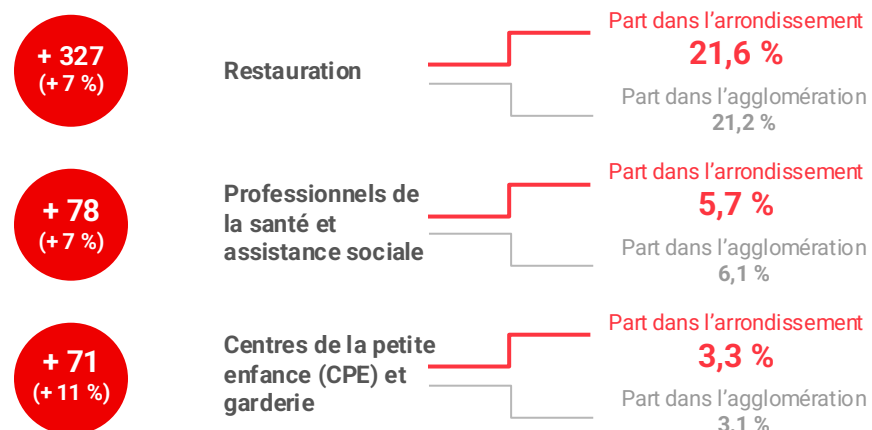 + 327
(+ 7 %)
Restauration
Part dans l’arrondissement
21,6 %
Part dans l’agglomération
21,2 %
+ 78
(+ 7 %)
Professionnels de
la santé et
assistance sociale
Part dans l’arrondissement
5,7 %
Part dans l’agglomération
6,1 %
+ 71
(+ 11 %)
Centres de la petite
enfance (CPE) et
garderie
Part dans l’arrondissement
3,3 %
Part dans l’agglomération
3,1 %